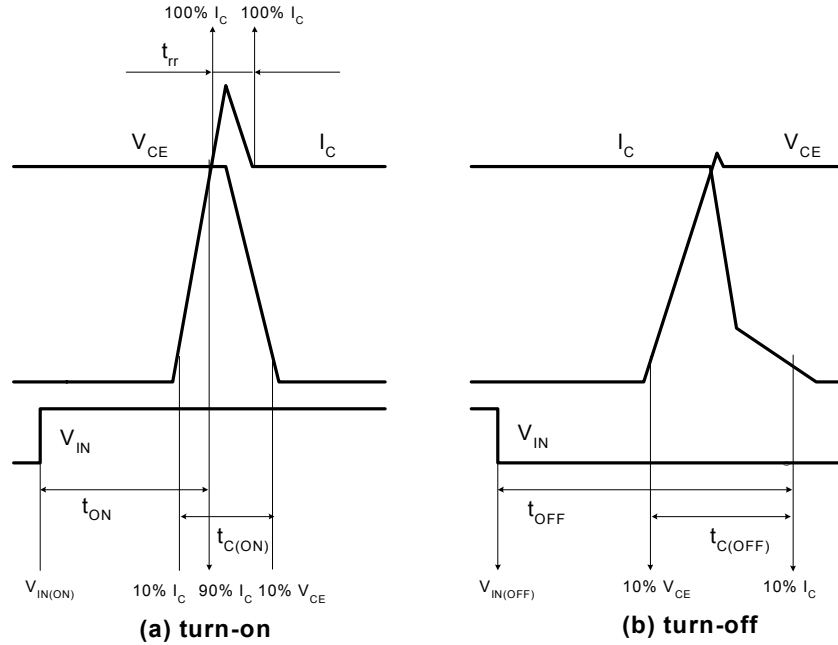 100% I_C 100% I_C
t_rr
V_CE I_C
I_C V_CE
V_IN
V_IN
t_ON
t_OFF
t_C(ON)
t_C(OFF)
V_IN(ON) 10% I_C 90% I_C 10% V_CE
V_IN(OFF) 10% V_CE 10% I_C
(a) turn-on
(b) turn-off